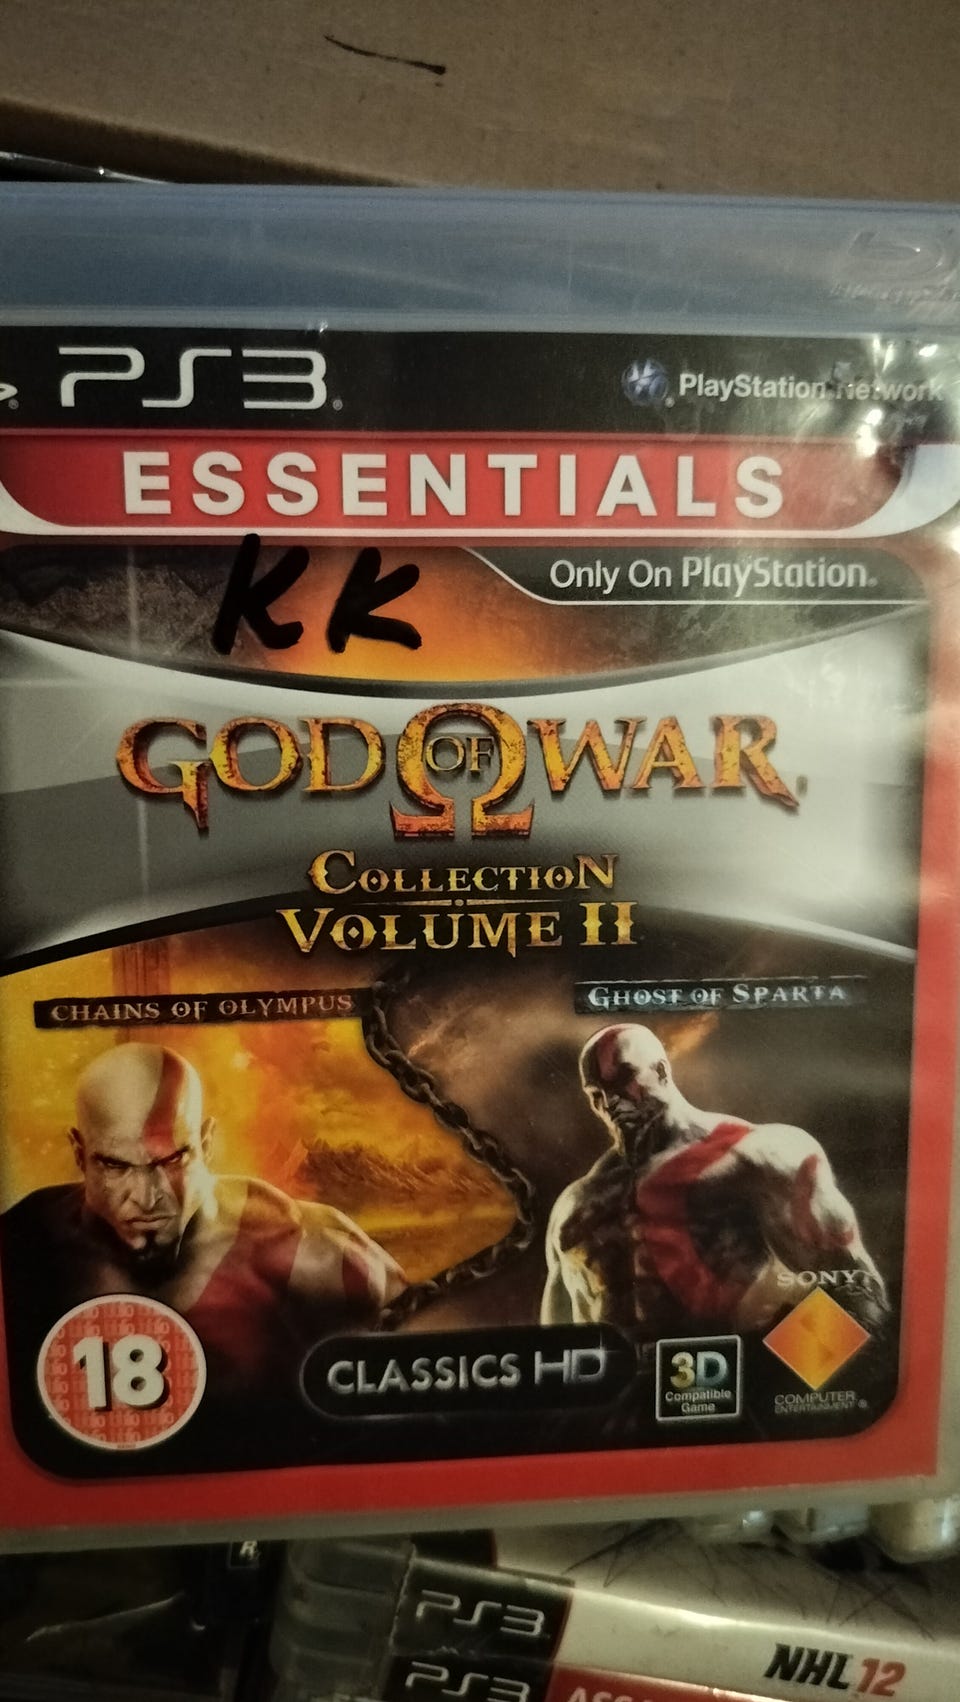 PS3
PlayStation Network
ESSENTIALS
KK
Only On PlayStation
GOD OF WAR
COLLECTION
VOLUME II
CHAINS OF OLYMPUS
GHOST OF SPARTA
SONY
18
CLASSICS HD
3D
Compatible
Game
COMPUTER
ENTERTAINMENT
R
PS3
NHL 12
PS3